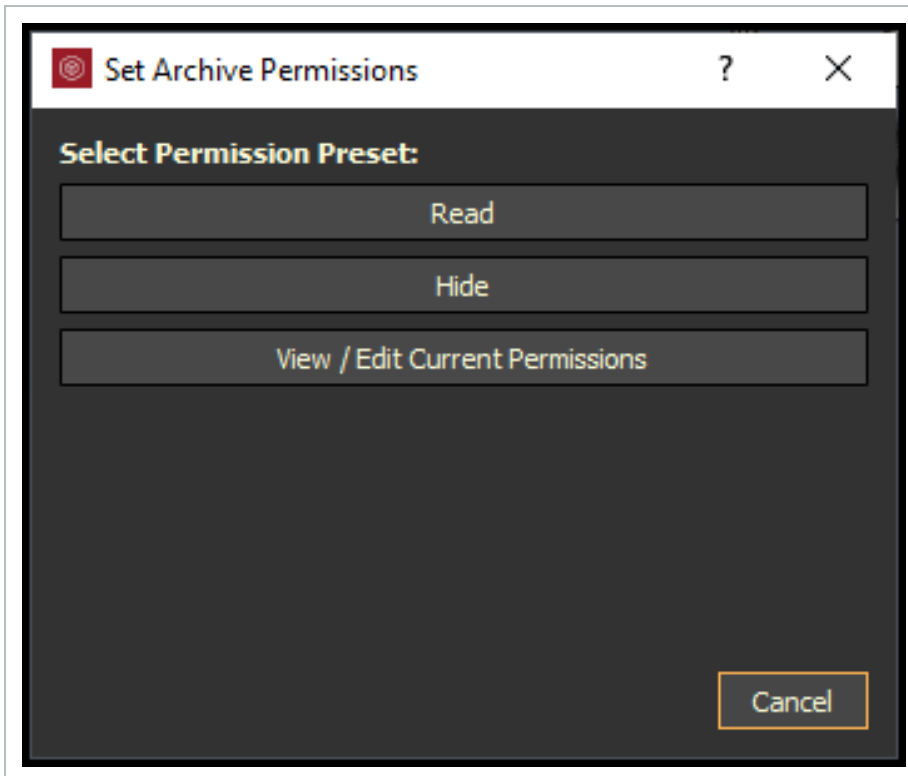 Set Archive Permissions ?
Select Permission Preset:
Read
Hide
View / Edit Current Permissions
Cancel